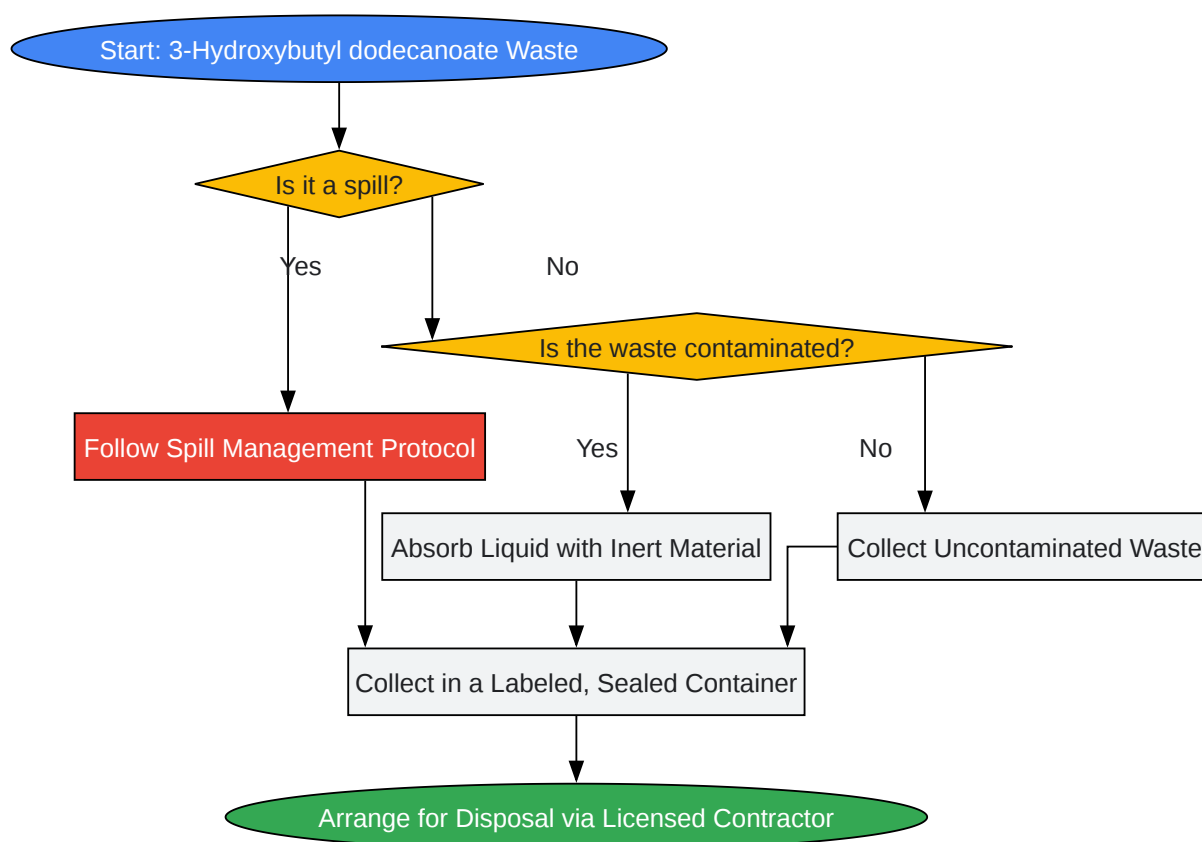 Start: 3-Hydroxybutyl dodecanoate Waste
Is it a spill?
Yes
No
Is the waste contaminated?
Follow Spill Management Protocol
Yes
No
Absorb Liquid with Inert Material
Collect Uncontaminated Waste
Collect in a Labeled, Sealed Container
Arrange for Disposal via Licensed Contractor